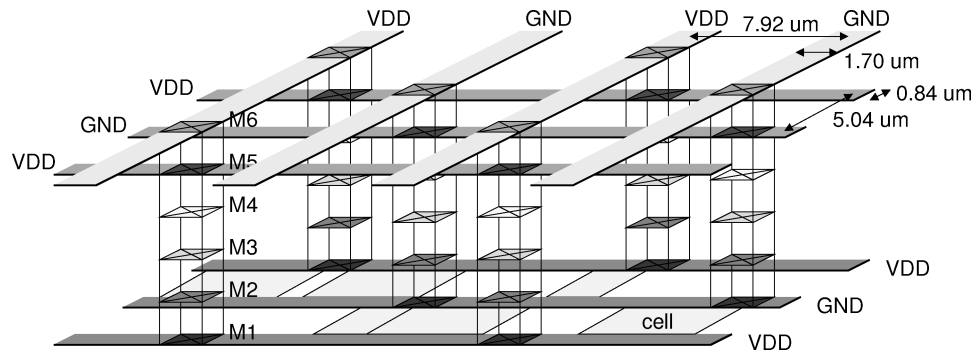 VDD
GND
VDD
GND
7.92 um
1.70 um
VDD
0.84 um
GND
M6
5.04 um
VDD
M5
M4
M3
VDD
M2
GND
cell
M1
VDD